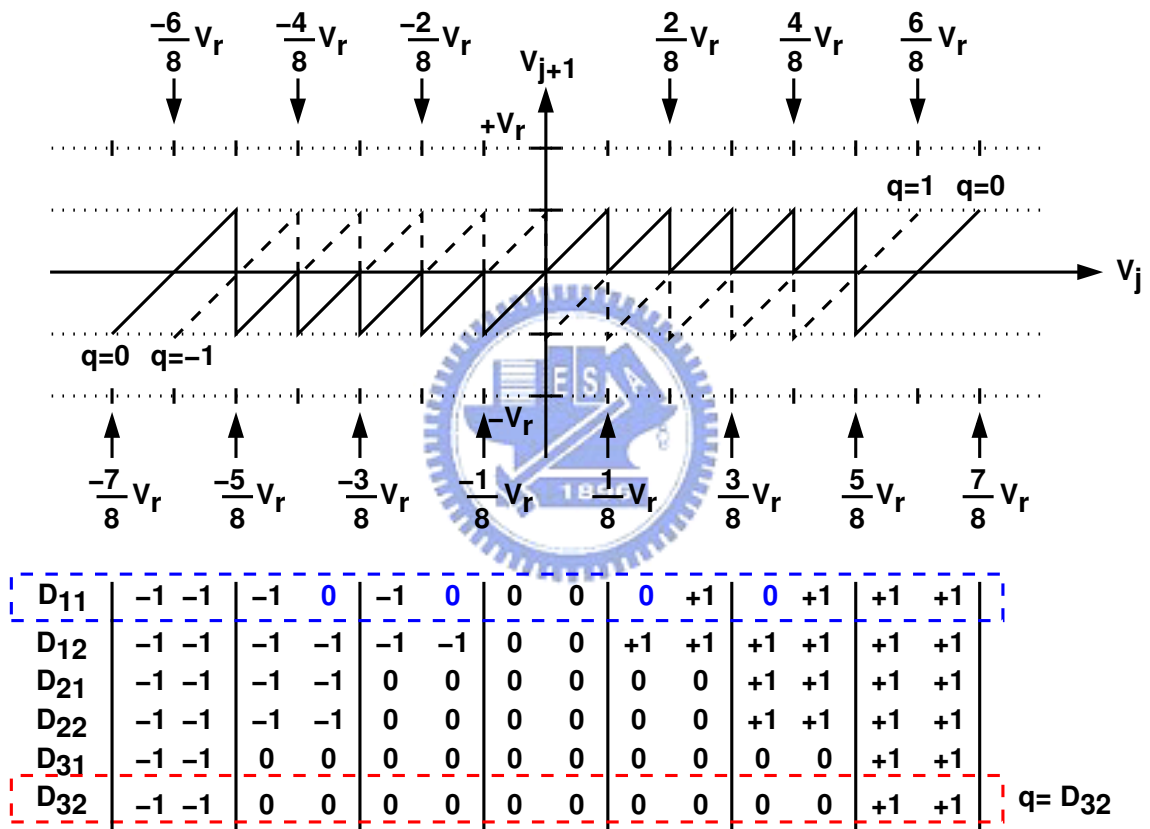 −6/8 Vr −4/8 Vr −2/8 Vr 2/8 Vr 4/8 Vr 6/8 Vr
Vj+1
+Vr
q=1 q=0
Vj
q=0 q=−1
E S A
−Vr
−7/8 Vr −5/8 Vr −3/8 Vr −1/8 Vr 1/8 Vr 3/8 Vr 5/8 Vr 7/8 Vr
1896
D11 −1 −1 −1 0 −1 0 0 0 0 +1 0 +1 +1 +1
D12 −1 −1 −1 −1 −1 −1 0 0 +1 +1 +1 +1 +1 +1
D21 −1 −1 −1 −1 0 0 0 0 0 0 +1 +1 +1 +1
D22 −1 −1 −1 −1 0 0 0 0 0 0 +1 +1 +1 +1
D31 −1 −1 0 0 0 0 0 0 0 0 0 0 +1 +1
D32 −1 −1 0 0 0 0 0 0 0 0 0 0 +1 +1 q= D32